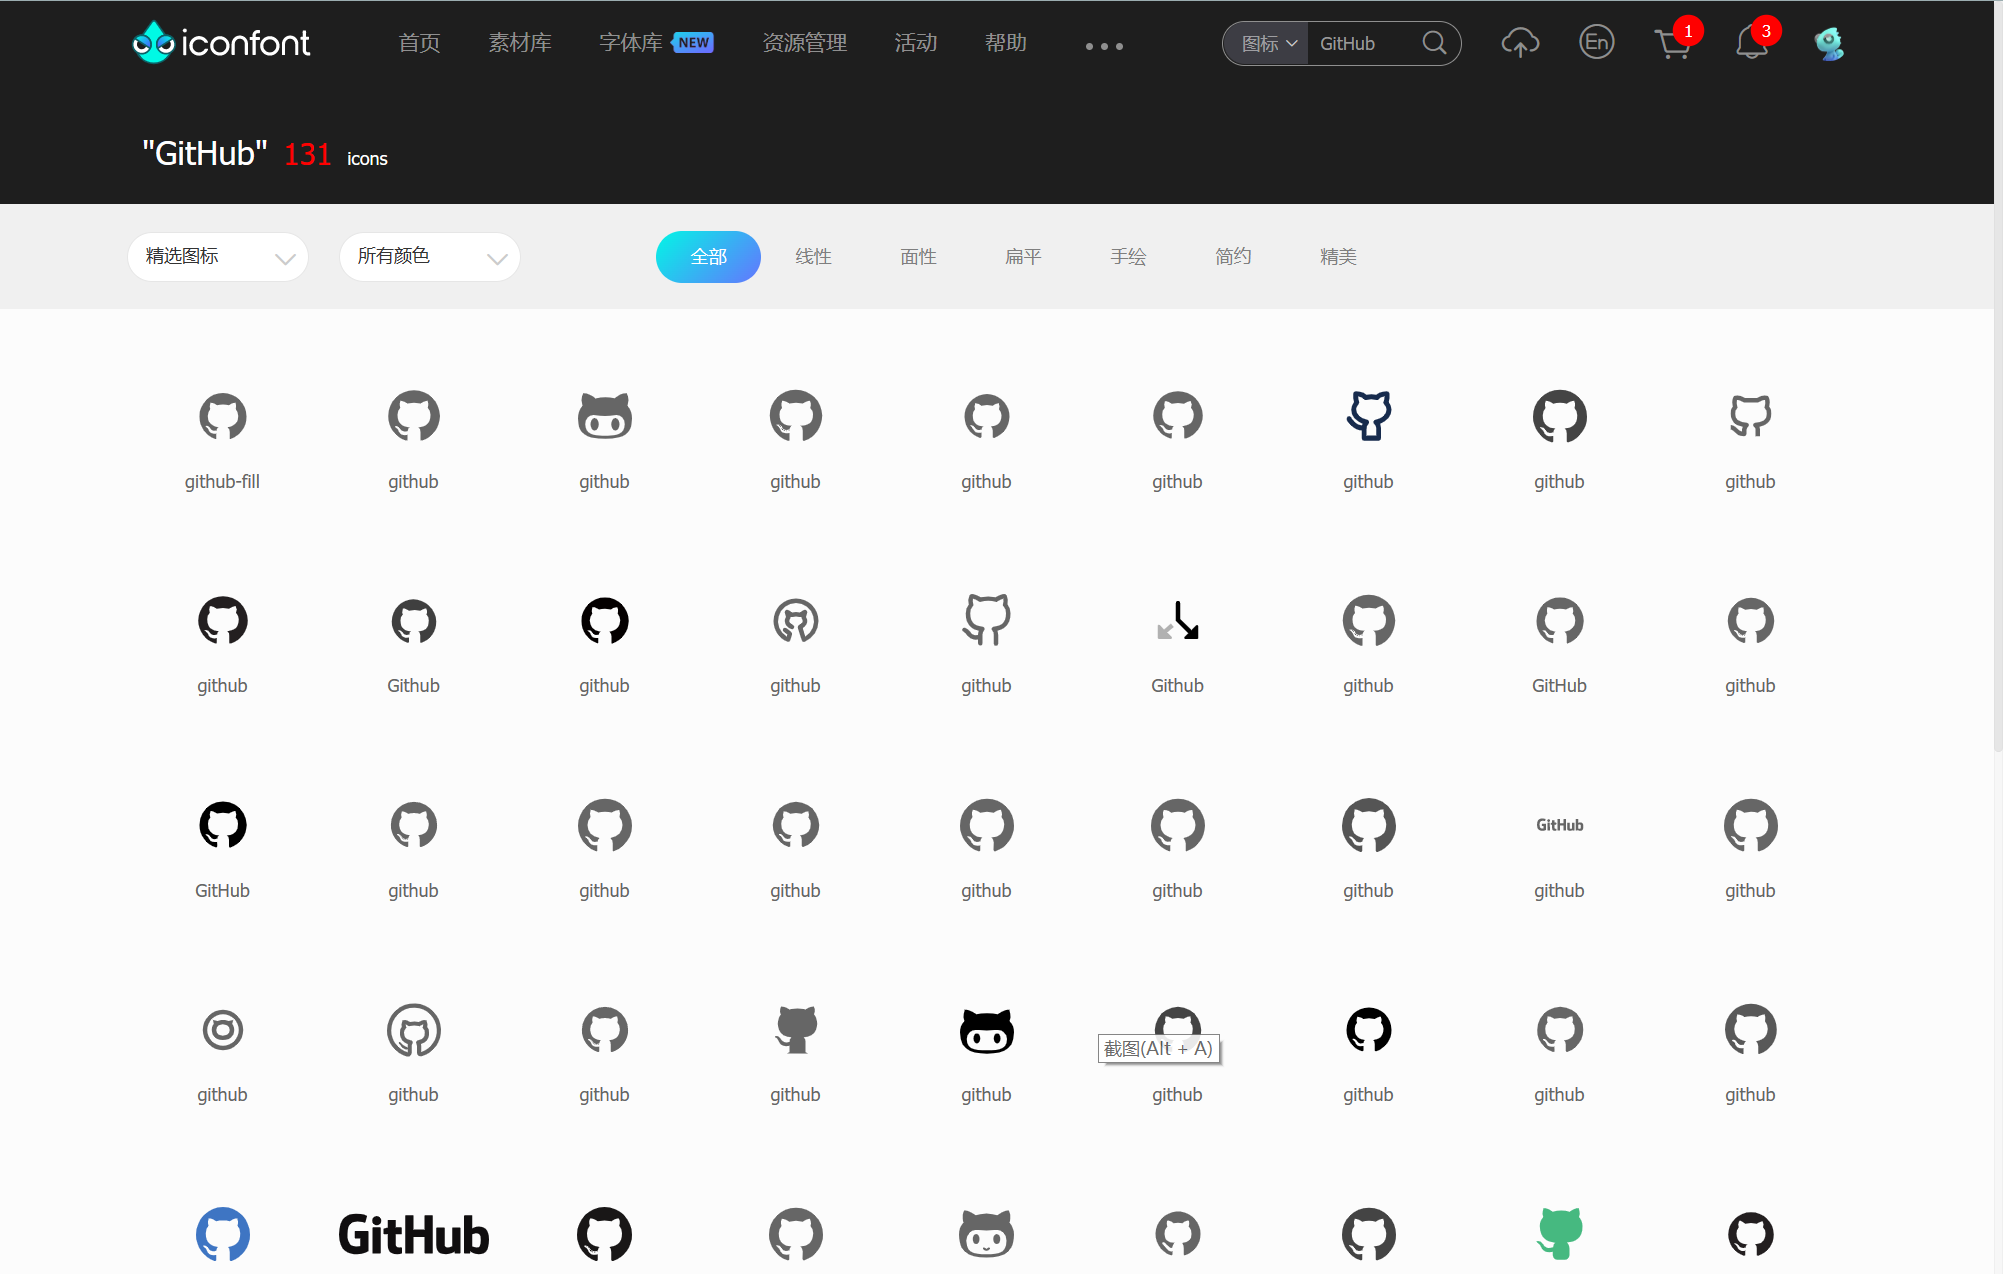 iconfont 首页 素材库 字体库 NEW 资源管理 活动 帮助 图标 GitHub En 1 3
"GitHub" 131 icons
精选图标 所有颜色 全部 线性 面性 扁平 手绘 简约 精美
github-fill github github github github github github github github
github Github github github github Github github GitHub github
GitHub
GitHub github github github github github github github github
截图(Alt + A)
github github github github github github github github github
GitHub